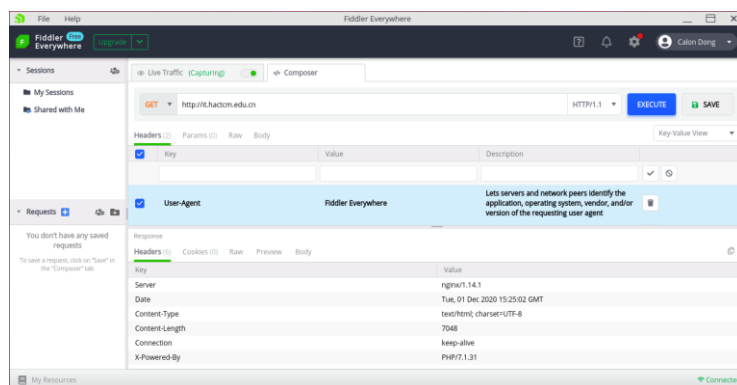 File Help Fiddler Everywhere
Fiddler Everywhere Free Upgrade Calon Dong
Sessions
My Sessions
Shared with Me
Live Traffic (Capturing) Composer
GET http://it.hactcm.edu.cn HTTP/1.1 EXECUTE SAVE
Headers (2) Params (0) Raw Body Key-Value View
Key Value Description
User-Agent Fiddler Everywhere Lets servers and network peers identify the
application, operating system, vendor, and/or
version of the requesting user agent
Requests
You don't have any saved
requests
To save a request, click on "Save" in
the "Composer" tab
Response
Headers (6) Cookies (0) Raw Preview Body
Key Value
Server nginx/1.14.1
Date Tue, 01 Dec 2020 15:25:02 GMT
Content-Type text/html; charset=UTF-8
Content-Length 7048
Connection keep-alive
X-Powered-By PHP/7.1.31
My Resources Connecte